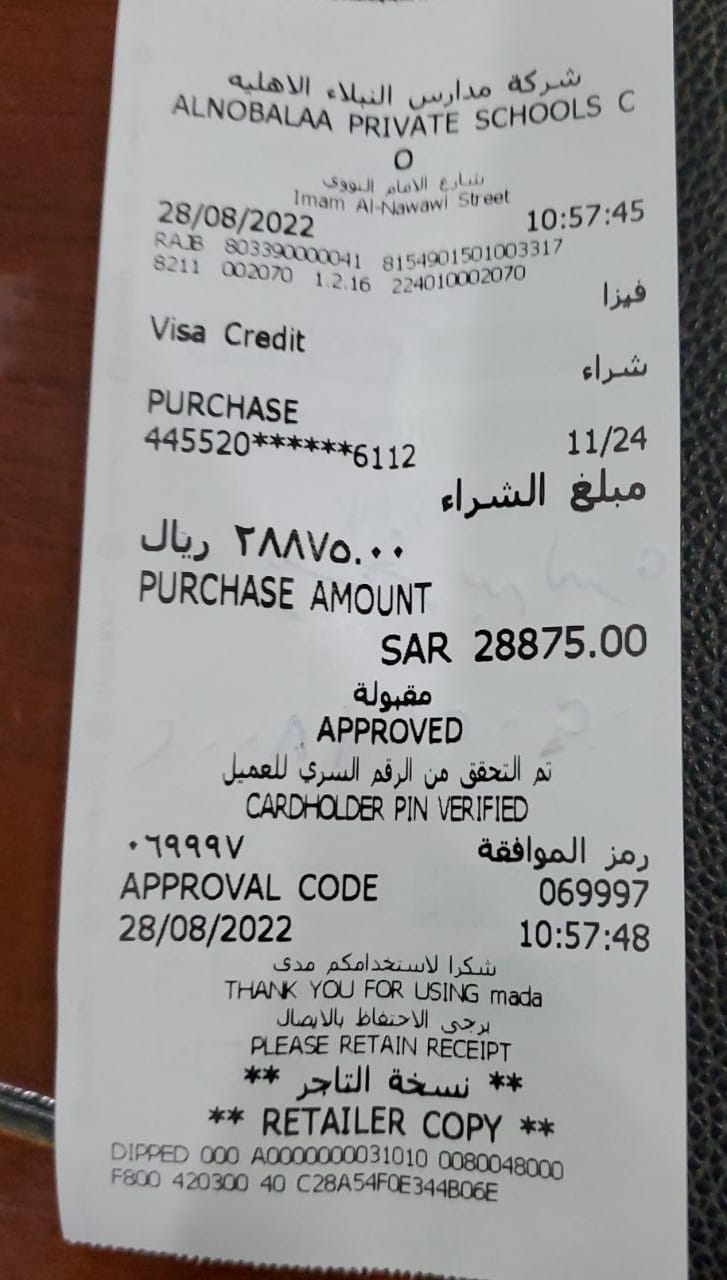 شركة مدارس النبلاء الاهليه
ALNOBALAA PRIVATE SCHOOLS C
O
شارع الامام النووي
Imam Al-Nawawi Street
28/08/2022 10:57:45
RAJB 803390000041 8154901501003317
8211 002070 1.2.16 224010002070
فيزا
Visa Credit
شراء
PURCHASE
445520******6112 11/24
مبلغ الشراء
٢٨٨٧٥.٠٠ ريال
PURCHASE AMOUNT
SAR 28875.00
مقبولة
APPROVED
تم التحقق من الرقم السري للعميل
CARDHOLDER PIN VERIFIED
رمز الموافقة ٠٦٩٩٩٧
APPROVAL CODE 069997
28/08/2022 10:57:48
شكرا لاستخدامكم مدى
THANK YOU FOR USING mada
يرجى الاحتفاظ بالايصال
PLEASE RETAIN RECEIPT
** نسخة التاجر **
** RETAILER COPY **
DIPPED 000 A0000000031010 0080048000
F800 420300 40 C28A54F0E344B06E